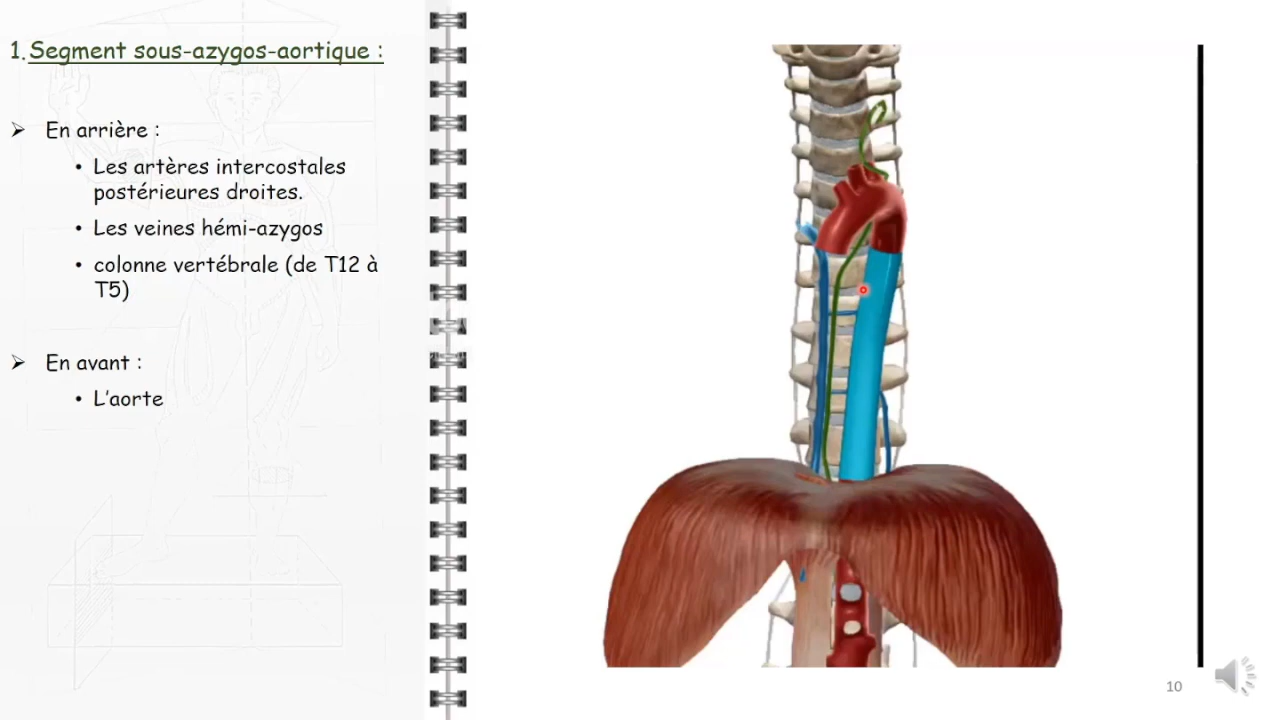 1. Segment sous-azygos-aortique :
➢ En arrière :
• Les artères intercostales
postérieures droites.
• Les veines hémi-azygos
• colonne vertébrale (de T12 à
T5)
➢ En avant :
• L’aorte
10